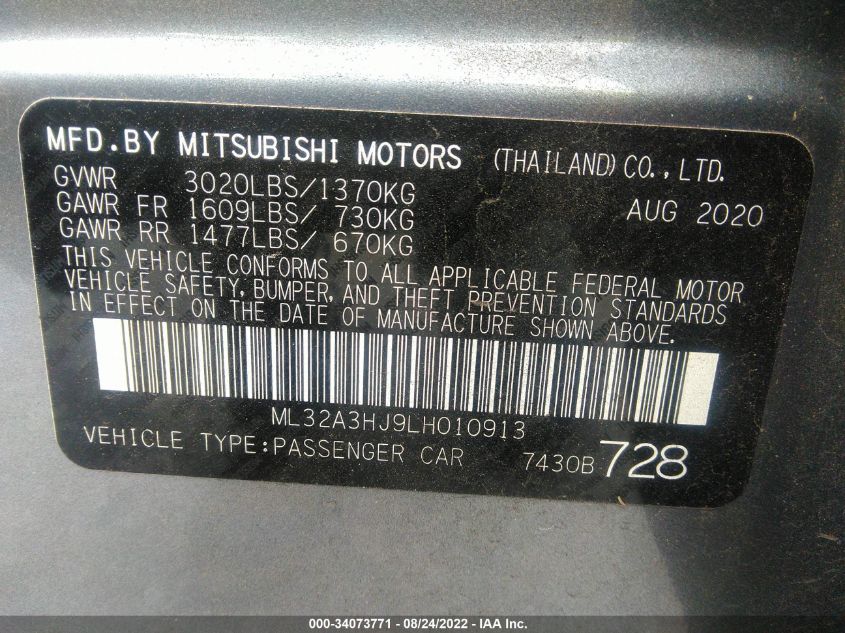 MFD.BY MITSUBISHI MOTORS (THAILAND) CO., LTD.
GVWR 3020LBS/1370KG AUG 2020
GAWR FR 1609LBS/ 730KG
GAWR RR 1477LBS/ 670KG
THIS VEHICLE CONFORMS TO ALL APPLICABLE FEDERAL MOTOR
VEHICLE SAFETY, BUMPER, AND THEFT PREVENTION STANDARDS
IN EFFECT ON THE DATE OF MANUFACTURE SHOWN ABOVE.
ML32A3HJ9LH010913
VEHICLE TYPE:PASSENGER CAR 7430B 728
000-34073771 - 08/24/2022 - IAA Inc.